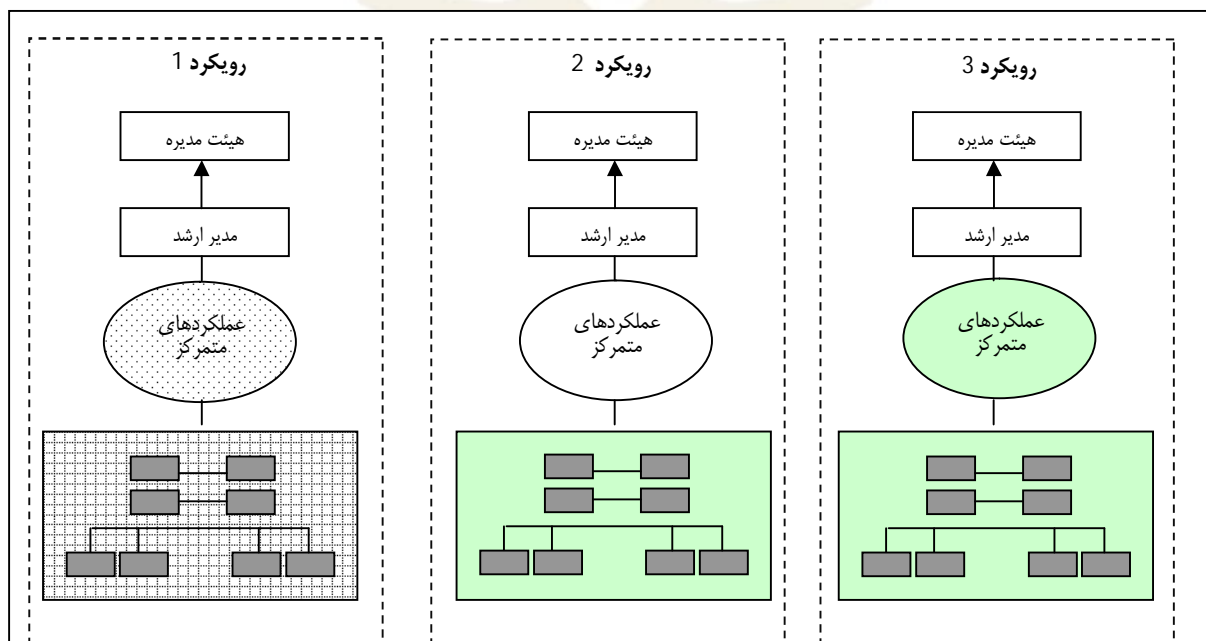 رویکرد 1
هیئت مدیره
مدیر ارشد
عملکردهای
متمرکز
رویکرد 2
هیئت مدیره
مدیر ارشد
عملکردهای
متمرکز
رویکرد 3
هیئت مدیره
مدیر ارشد
عملکردهای
متمرکز